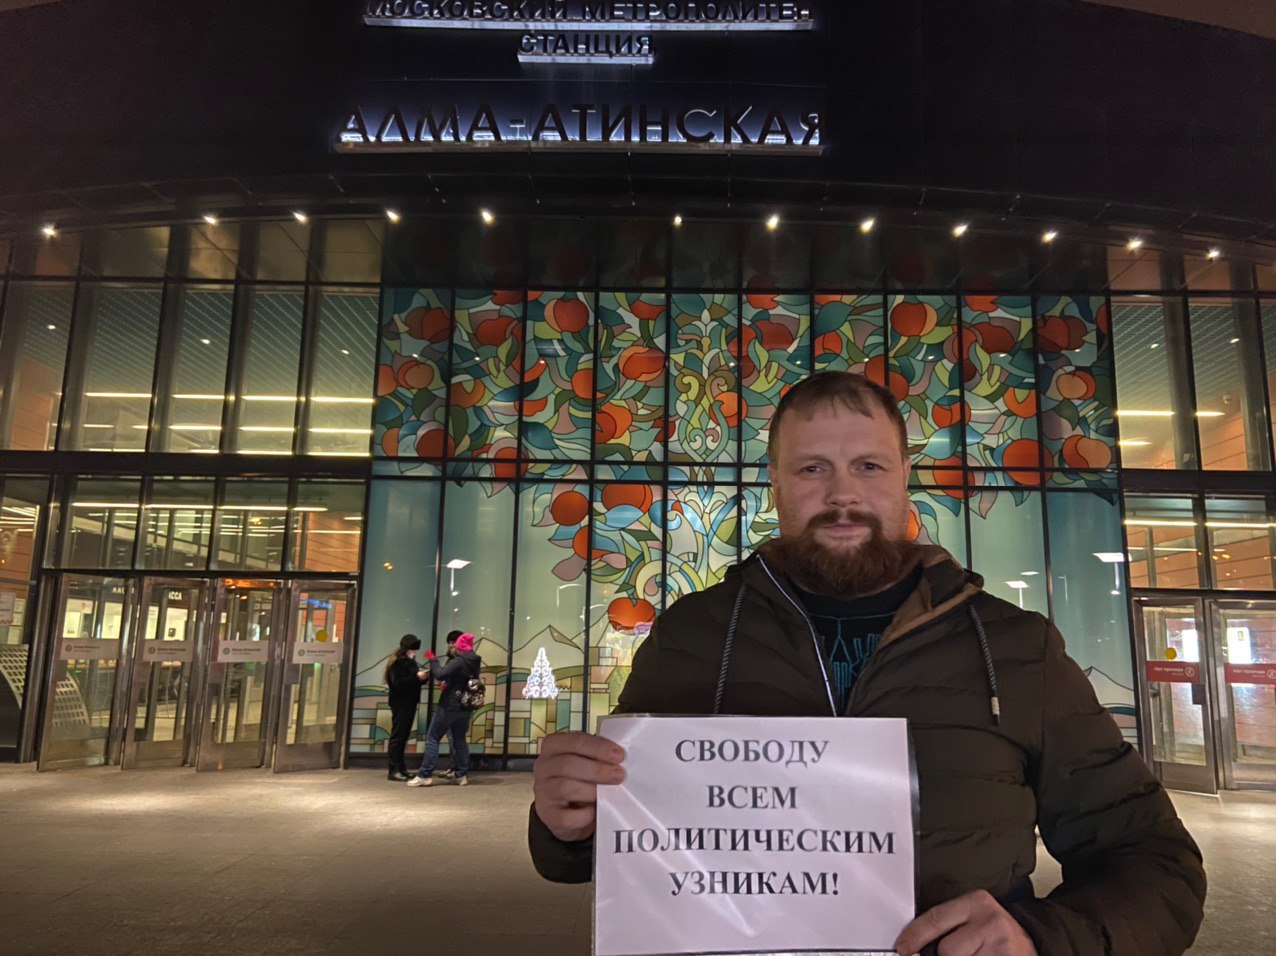 МОСКОВСКИЙ МЕТРОПОЛИТЕН
СТАНЦИЯ
АЛМА-АТИНСКАЯ
СВОБОДУ
ВСЕМ
ПОЛИТИЧЕСКИМ
УЗНИКАМ!